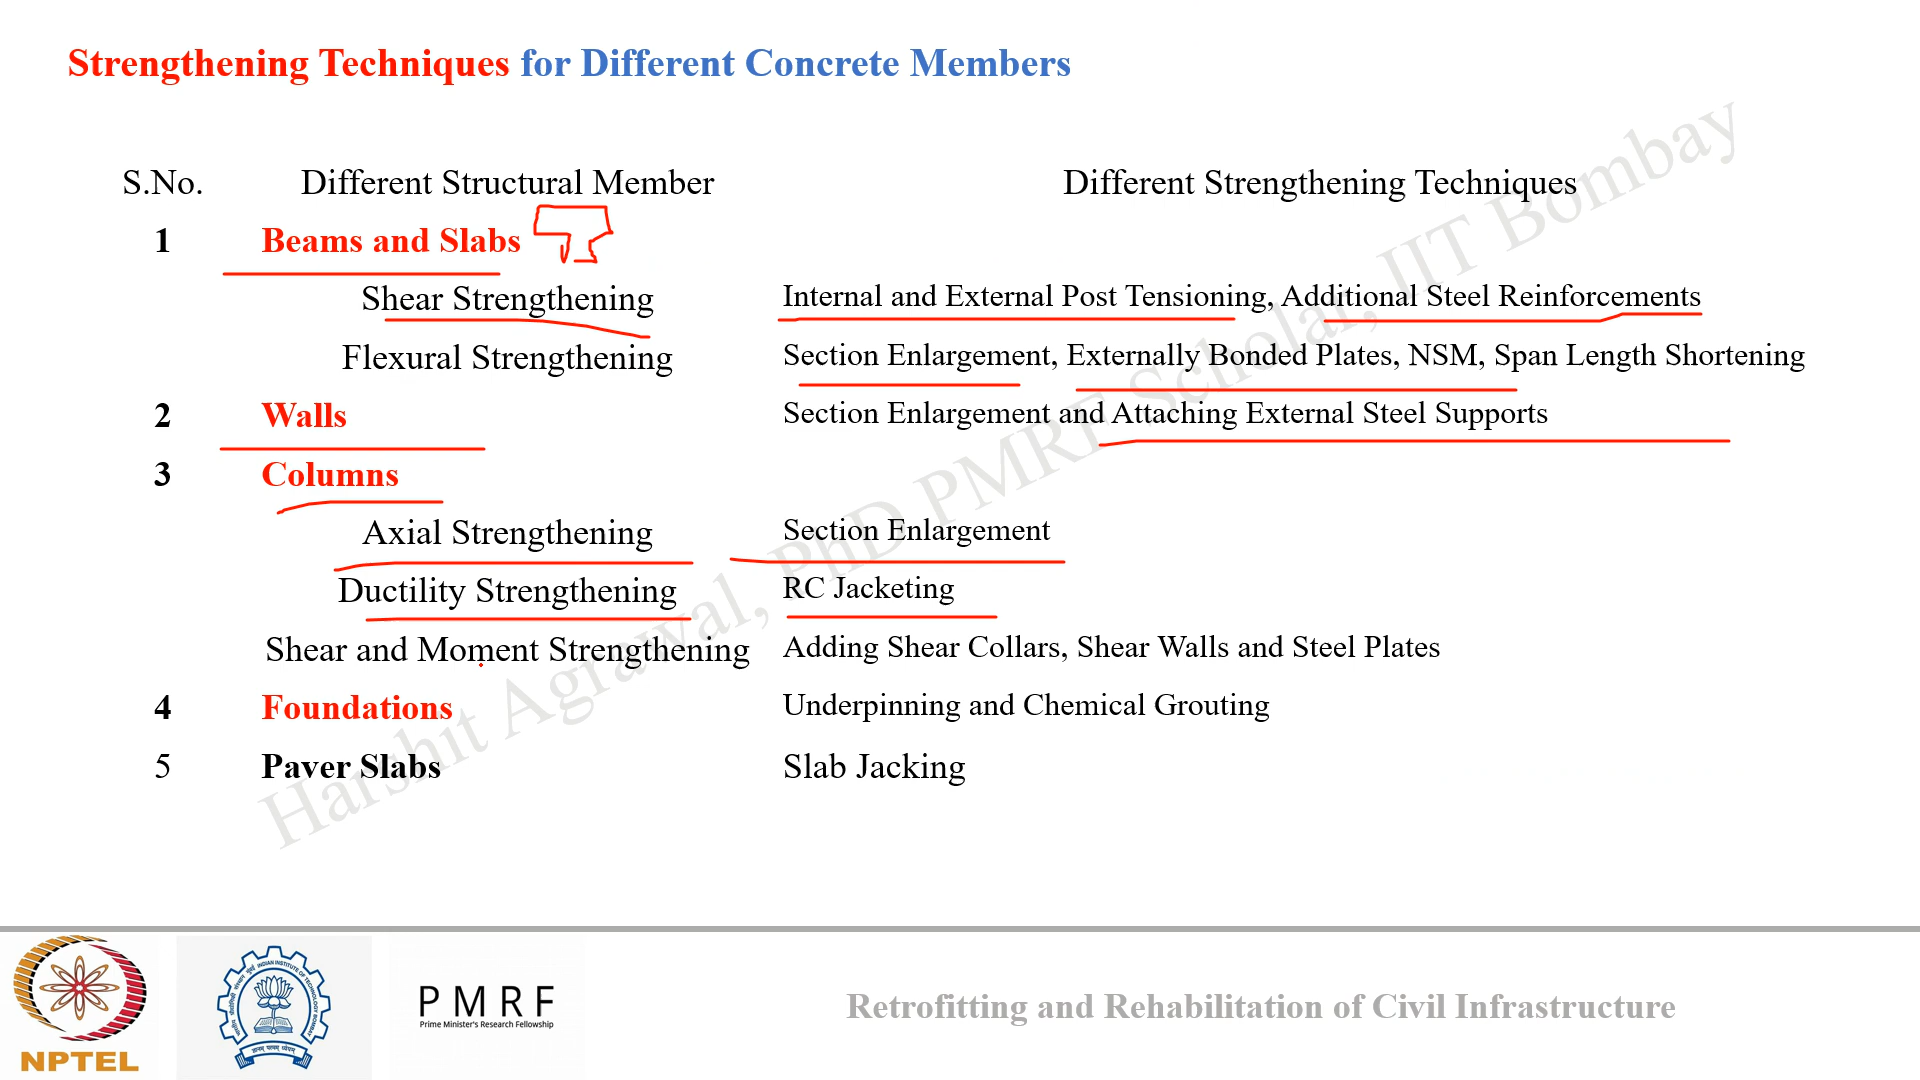 Strengthening Techniques for Different Concrete Members
S.No. Different Structural Member Different Strengthening Techniques
1 Beams and Slabs
Shear Strengthening Internal and External Post Tensioning, Additional Steel Reinforcements
Flexural Strengthening Section Enlargement, Externally Bonded Plates, NSM, Span Length Shortening
2 Walls Section Enlargement and Attaching External Steel Supports
3 Columns
Axial Strengthening Section Enlargement
Ductility Strengthening RC Jacketing
Shear and Moment Strengthening Adding Shear Collars, Shear Walls and Steel Plates
4 Foundations Underpinning and Chemical Grouting
5 Paver Slabs Slab Jacking
Harshit Agrawal, PhD PMRF Scholar, IIT Bombay
NPTEL
INDIAN INSTITUTE OF TECHNOLOGY BOMBAY
PMRF
Prime Minister's Research Fellowship
Retrofitting and Rehabilitation of Civil Infrastructure